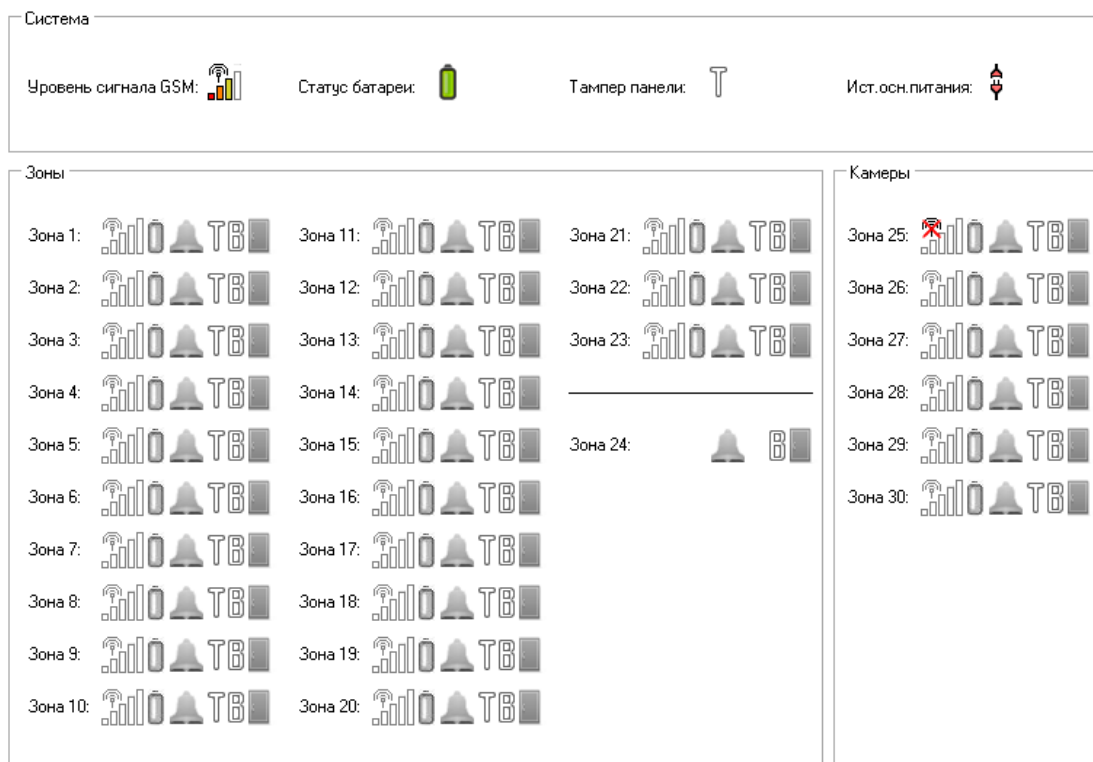 Система
Уровень сигнала GSM: Статус батареи: Тампер панели: T Ист.осн.питания:
Зоны Камеры
Зона 1: T B Зона 11: T B Зона 21: T B Зона 25: T B
Зона 2: T B Зона 12: T B Зона 22: T B Зона 26: T B
Зона 3: T B Зона 13: T B Зона 23: T B Зона 27: T B
Зона 4: T B Зона 14: T B Зона 28: T B
Зона 5: T B Зона 15: T B Зона 24: B Зона 29: T B
Зона 6: T B Зона 16: T B Зона 30: T B
Зона 7: T B Зона 17: T B
Зона 8: T B Зона 18: T B
Зона 9: T B Зона 19: T B
Зона 10: T B Зона 20: T B